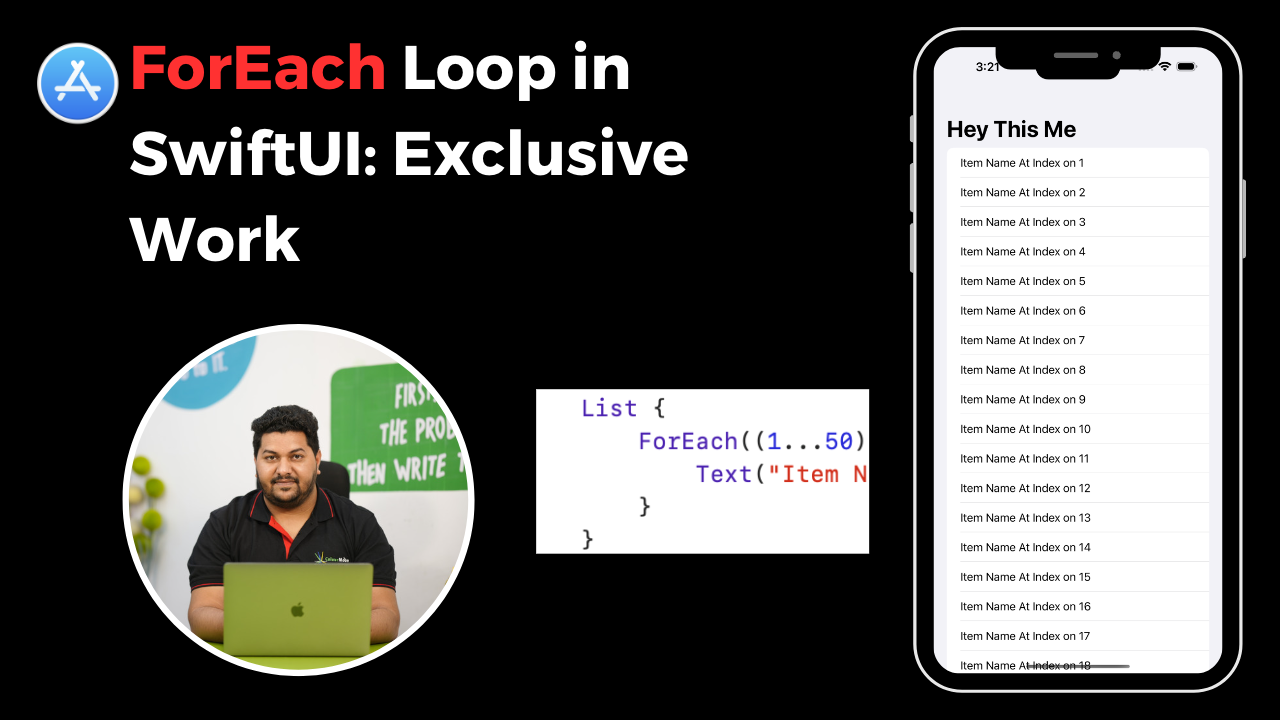 ForEach Loop in
SwiftUI: Exclusive
Work
TO IT.
THE
THEN WRITE
List {
ForEach((1...50)
Text("Item N
}
}
3:21
Hey This Me
Item Name At Index on 1
Item Name At Index on 2
Item Name At Index on 3
Item Name At Index on 4
Item Name At Index on 5
Item Name At Index on 6
Item Name At Index on 7
Item Name At Index on 8
Item Name At Index on 9
Item Name At Index on 10
Item Name At Index on 11
Item Name At Index on 12
Item Name At Index on 13
Item Name At Index on 14
Item Name At Index on 15
Item Name At Index on 16
Item Name At Index on 17
Item Name At Index on 18